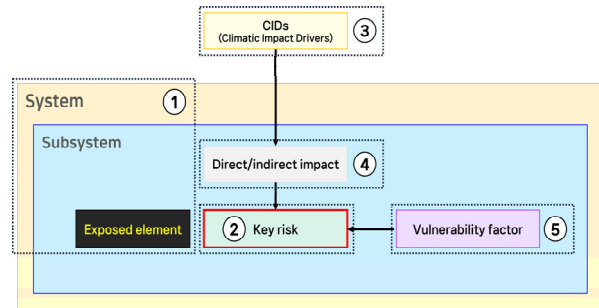 CIDs
(Climatic Impact Drivers)
③
System
①
Subsystem
Direct/indirect impact
④
Exposed element
② Key risk
Vulnerability factor
⑤